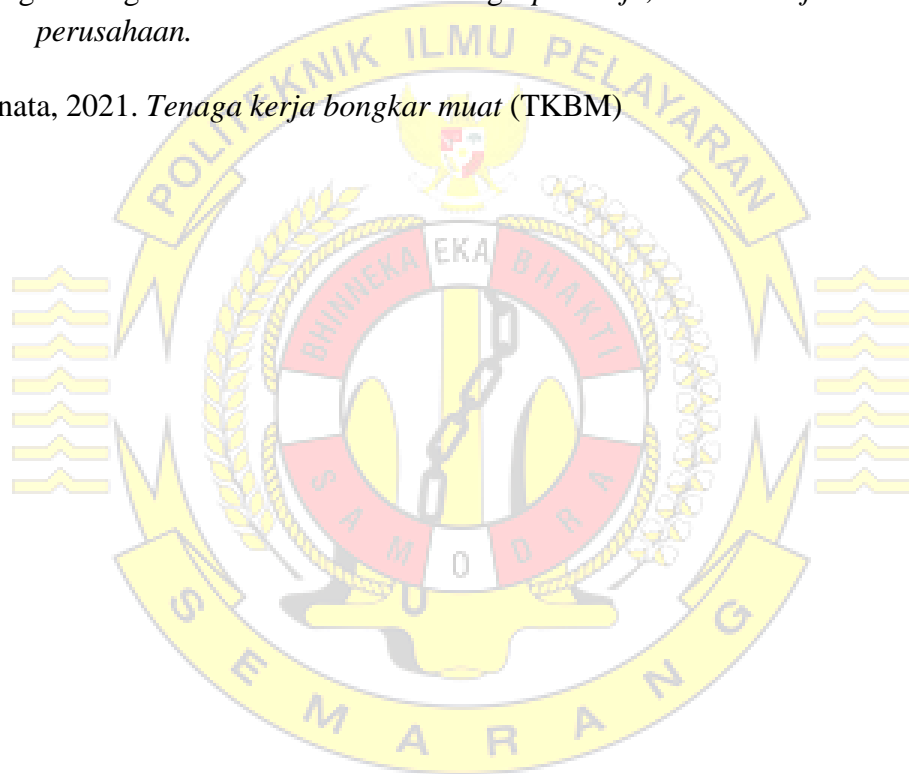 perusahaan.
nata, 2021. Tenaga kerja bongkar muat (TKBM)
POLITEKNIK ILMU PELAYARAN
BHINNEKA EKA BHAKTI
SAMODRA
SEMARANG